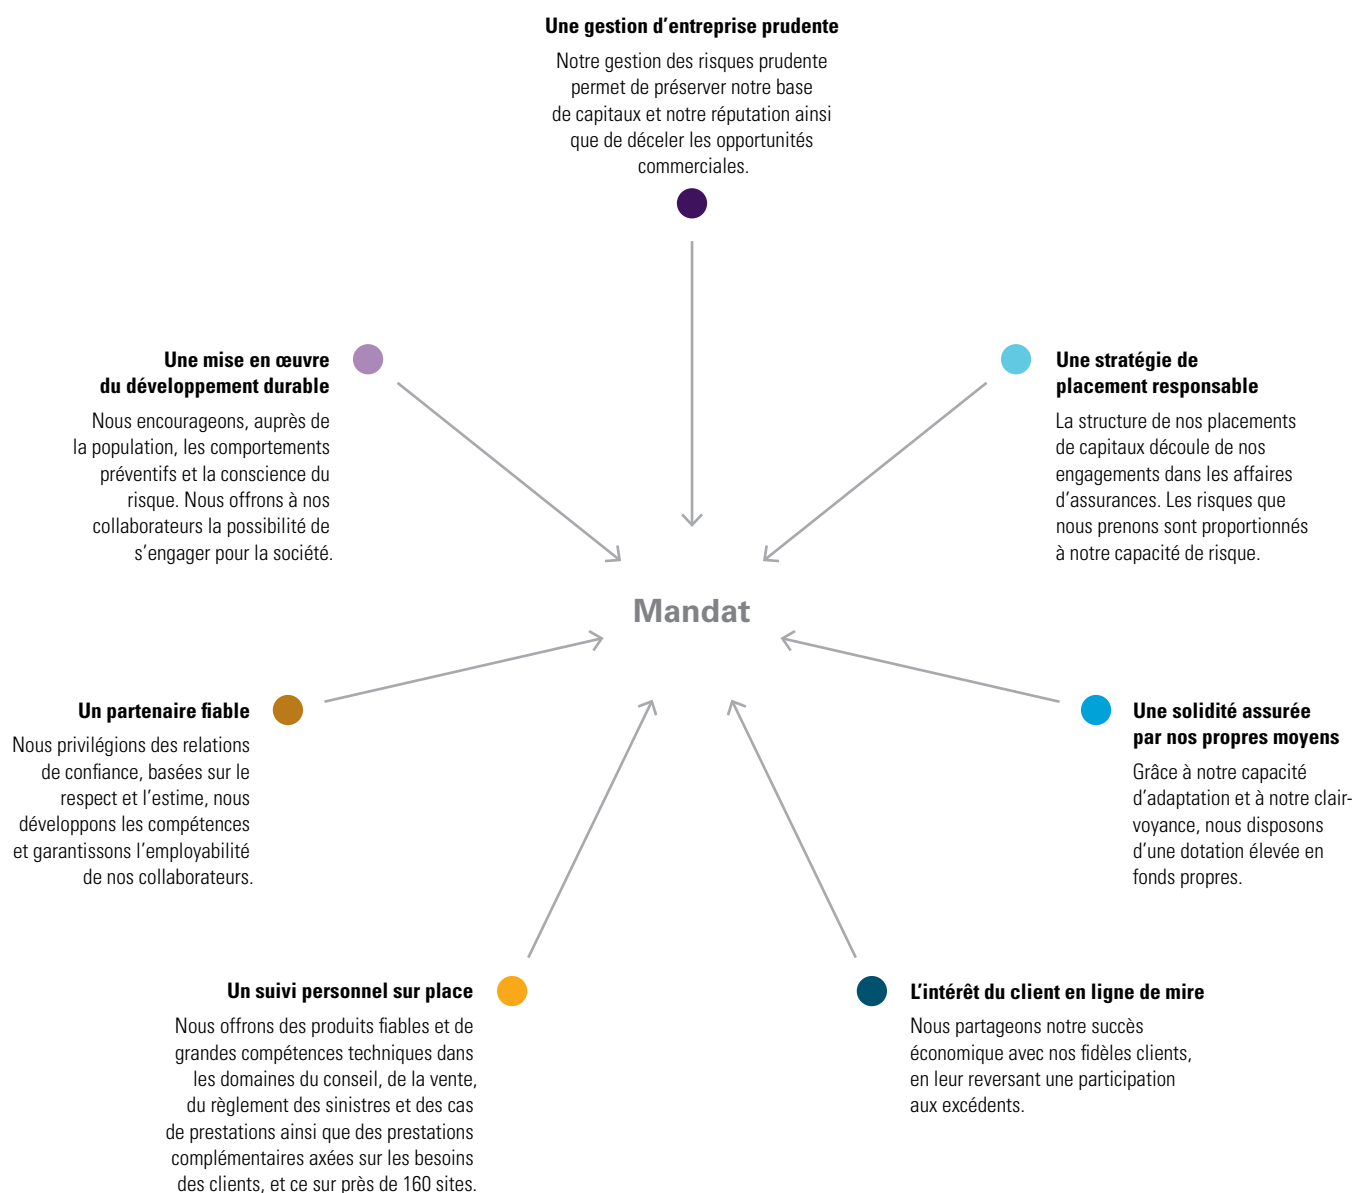 Une gestion d’entreprise prudente
Notre gestion des risques prudente
permet de préserver notre base
de capitaux et notre réputation ainsi
que de déceler les opportunités
commerciales.
Une mise en œuvre
du développement durable
Nous encourageons, auprès de
la population, les comportements
préventifs et la conscience du
risque. Nous offrons à nos
collaborateurs la possibilité de
s’engager pour la société.
Une stratégie de
placement responsable
La structure de nos placements
de capitaux découle de nos
engagements dans les affaires
d’assurances. Les risques que
nous prenons sont proportionnés
à notre capacité de risque.
Mandat
Un partenaire fiable
Nous privilégions des relations
de confiance, basées sur le
respect et l’estime, nous
développons les compétences
et garantissons l’employabilité
de nos collaborateurs.
Une solidité assurée
par nos propres moyens
Grâce à notre capacité
d’adaptation et à notre clair-
voyance, nous disposons
d’une dotation élevée en
fonds propres.
Un suivi personnel sur place
Nous offrons des produits fiables et de
grandes compétences techniques dans
les domaines du conseil, de la vente,
du règlement des sinistres et des cas
de prestations ainsi que des prestations
complémentaires axées sur les besoins
des clients, et ce sur près de 160 sites.
L’intérêt du client en ligne de mire
Nous partageons notre succès
économique avec nos fidèles clients,
en leur reversant une participation
aux excédents.